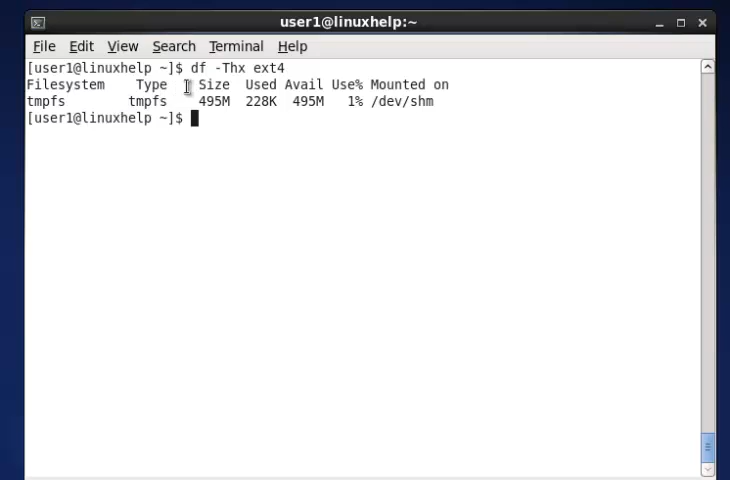 user1@linuxhelp:~
File Edit View Search Terminal Help
[user1@linuxhelp ~]$ df -Thx ext4
Filesystem    Type    Size  Used Avail Use% Mounted on
tmpfs        tmpfs    495M  228K  495M   1% /dev/shm
[user1@linuxhelp ~]$